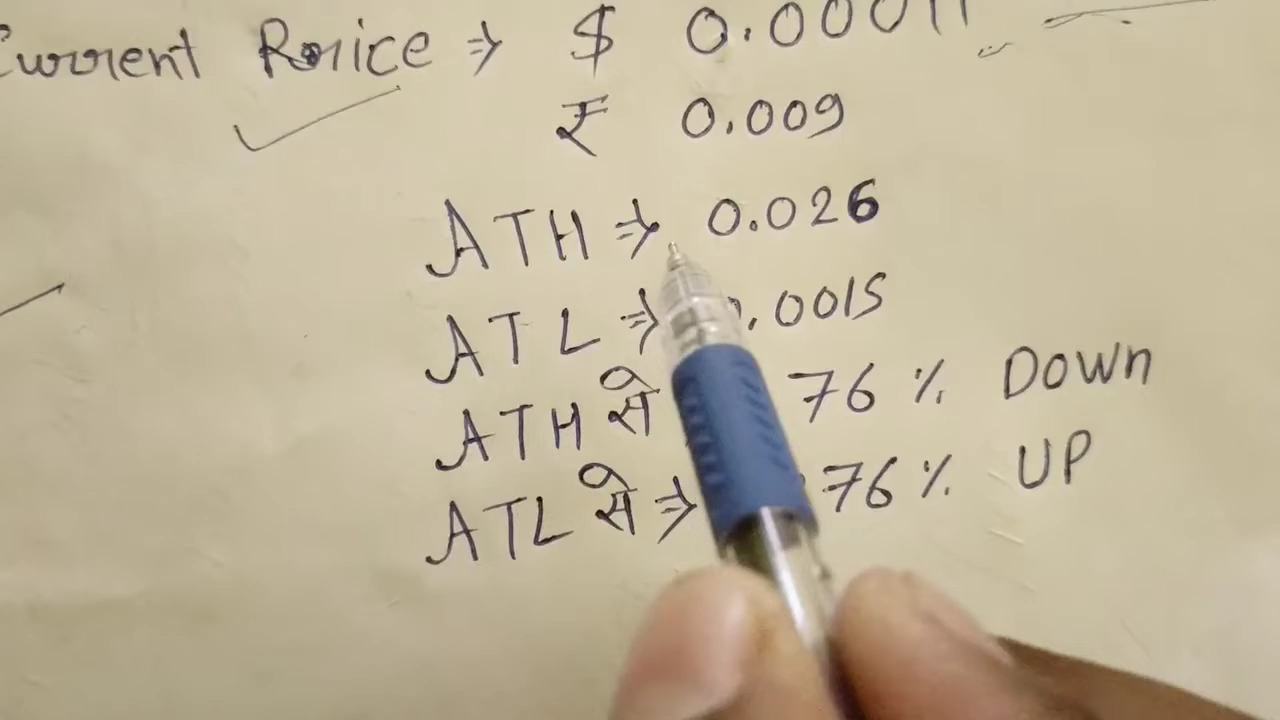 Current Price ⇒ $ 0.00011
₹ 0.009
ATH ⇒ 0.026
ATL ⇒ .0015
ATH से 76 % Down
ATL से ⇒ 76 % UP